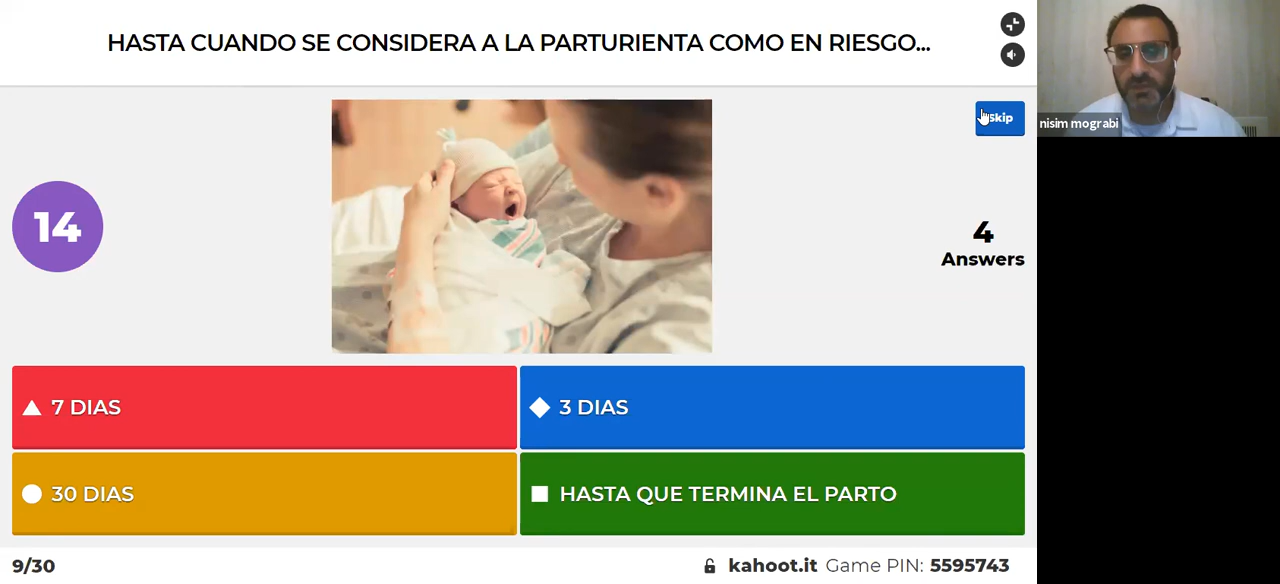 HASTA CUANDO SE CONSIDERA A LA PARTURIENTA COMO EN RIESGO...
Skip
nisim mograbi
14
4
Answers
7 DIAS
3 DIAS
30 DIAS
HASTA QUE TERMINA EL PARTO
9/30
kahoot.it Game PIN: 5595743